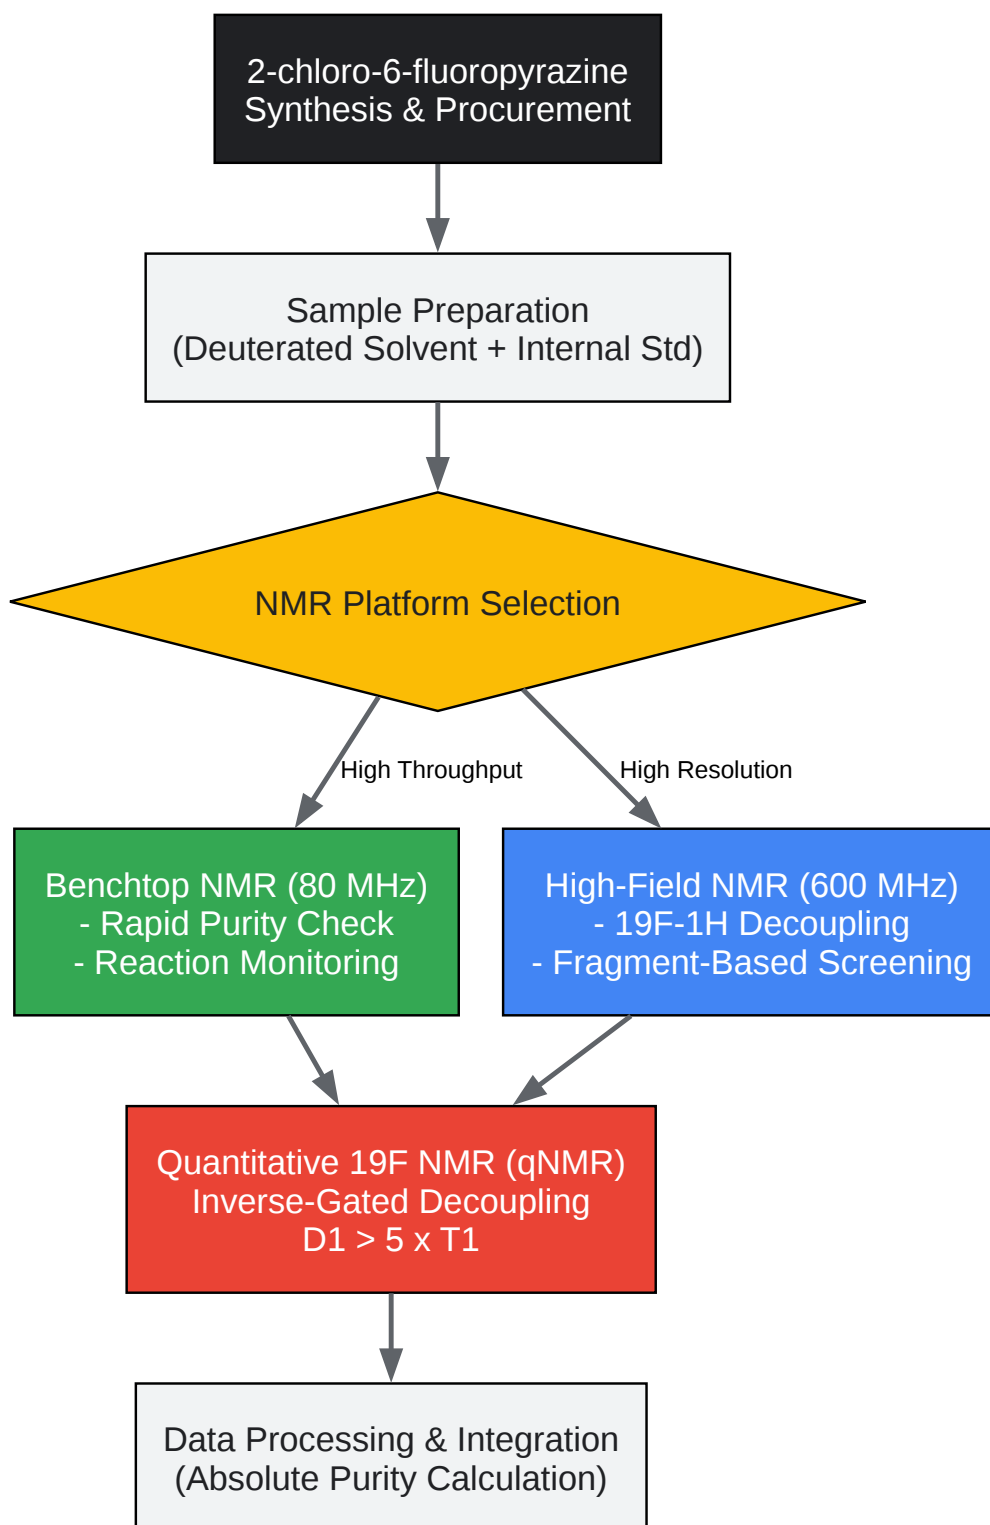 2-chloro-6-fluoropyrazine
Synthesis & Procurement
Sample Preparation
(Deuterated Solvent + Internal Std)
NMR Platform Selection
High Throughput
High Resolution
Benchtop NMR (80 MHz)
- Rapid Purity Check
- Reaction Monitoring
High-Field NMR (600 MHz)
- 19F-1H Decoupling
- Fragment-Based Screening
Quantitative 19F NMR (qNMR)
Inverse-Gated Decoupling
D1 > 5 x T1
Data Processing & Integration
(Absolute Purity Calculation)